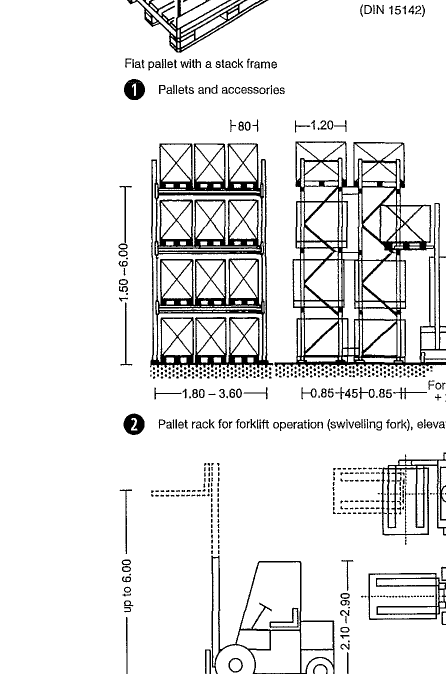 (DIN 15142)
Flat pallet with a stack frame
1 Pallets and accessories
80
1.20
1.50 –6.00
1.80 – 3.60
0.85
45
0.85
For
+
2 Pallet rack for forklift operation (swivelling fork), eleva
up to 6.00
2.10 –2.90